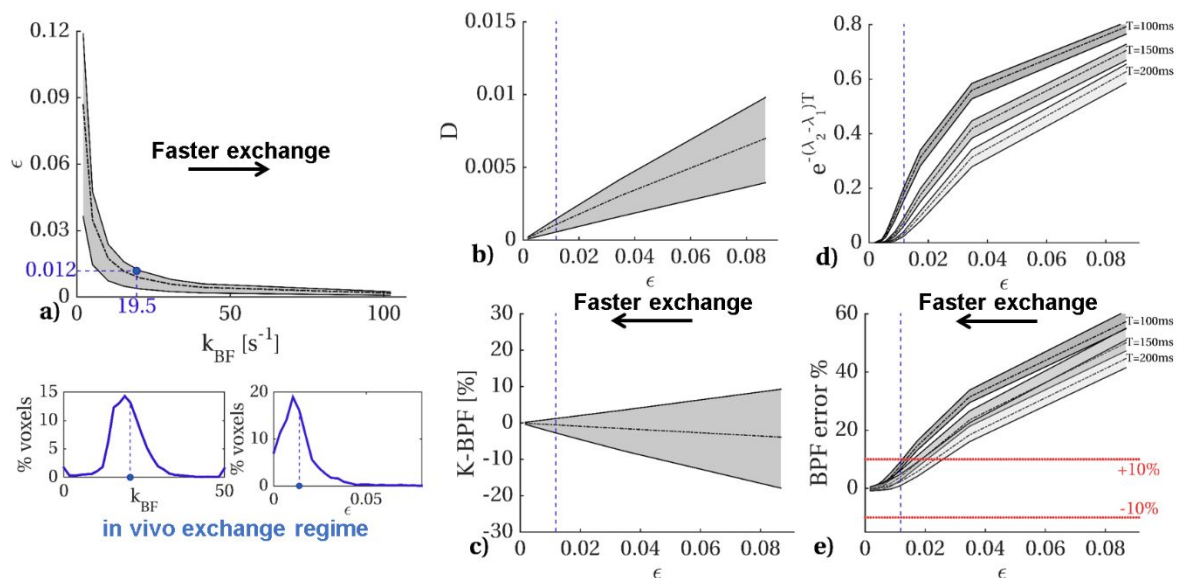 0.12
0.09
ϵ
0.06
0.03
0.012
0
Faster exchange
a)
0
19.5
50
100
k_BF [s⁻¹]
15
10
5
0
% voxels
0
k_BF
50
20
10
0
% voxels
0
ϵ
0.05
in vivo exchange regime
0.015
0.01
D
0.005
0
b)
0
0.02
0.04
0.06
0.08
ϵ
Faster exchange
30
20
10
0
-10
-20
-30
K-BPF [%]
c)
0
0.02
0.04
0.06
0.08
ϵ
0.8
0.6
0.4
0.2
0
e^-(λ₂-λ₁)T
T=100ms
T=150ms
T=200ms
d)
0
0.02
0.04
0.06
0.08
ϵ
Faster exchange
60
40
20
0
BPF error %
T=100ms
T=150ms
T=200ms
+10%
-10%
e)
0
0.02
0.04
0.06
0.08
ϵ